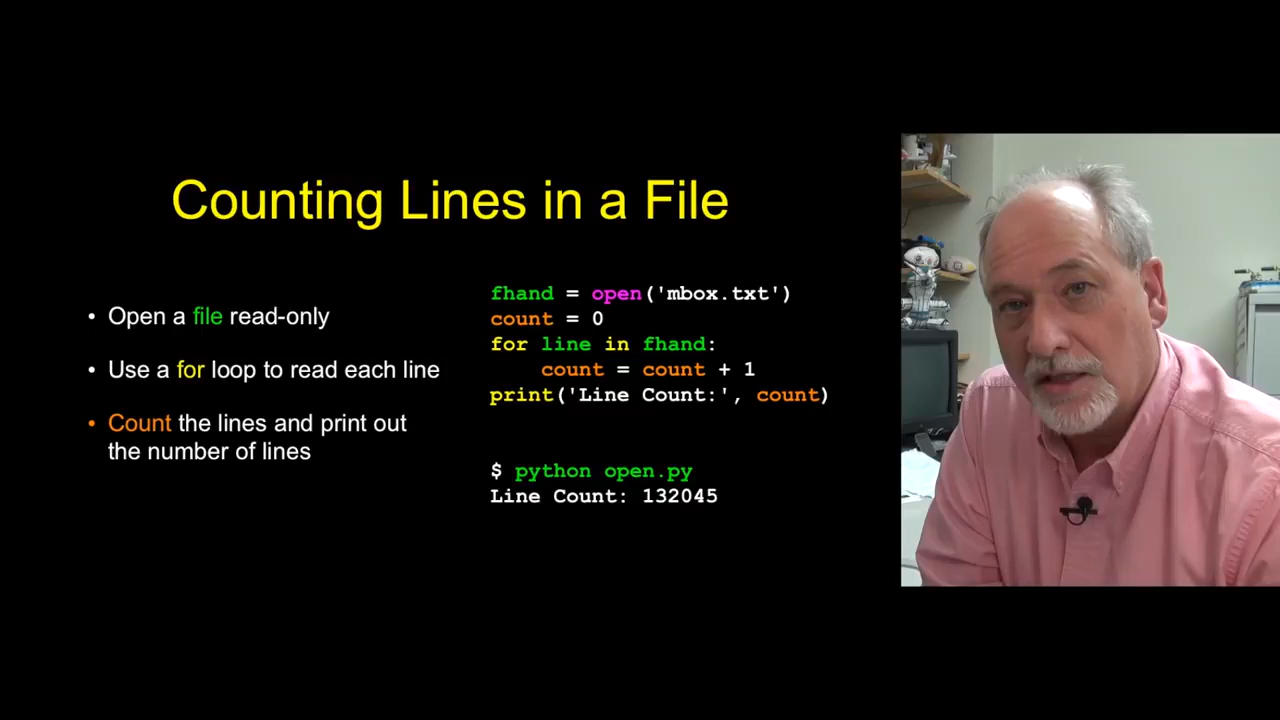 Counting Lines in a File
• Open a file read-only
• Use a for loop to read each line
• Count the lines and print out
the number of lines
fhand = open('mbox.txt')
count = 0
for line in fhand:
    count = count + 1
print('Line Count:', count)
$ python open.py
Line Count: 132045